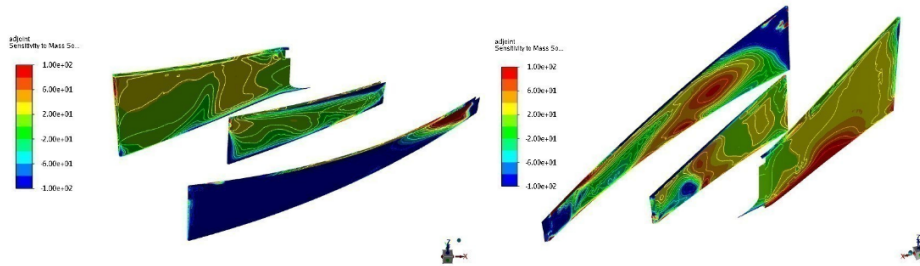 adjoint
Sensitivity to Mass So...
1.00e+02
6.00e+01
2.00e+01
-2.00e+01
-6.00e+01
-1.00e+02
Z
X
adjoint
Sensitivity to Mass So...
1.00e+02
6.00e+01
2.00e+01
-2.00e+01
-6.00e+01
-1.00e+02
Z
X